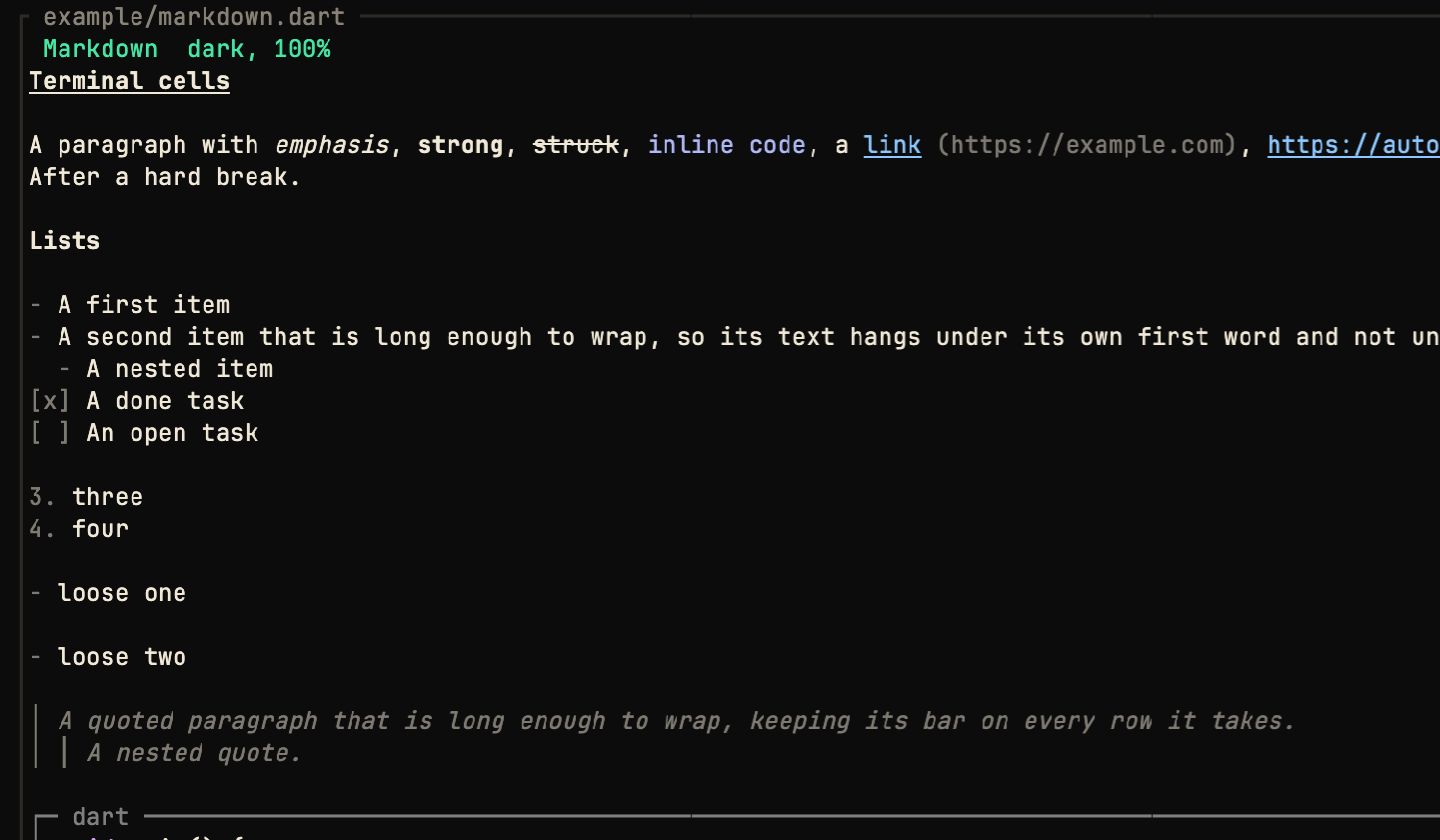 example/markdown.dart
Markdown  dark, 100%
Terminal cells
A paragraph with emphasis, strong, struck, inline code, a link (https://example.com), https://auto
After a hard break.
Lists
- A first item
- A second item that is long enough to wrap, so its text hangs under its own first word and not un
- A nested item
[x] A done task
[ ] An open task
3. three
4. four
- loose one
- loose two
A quoted paragraph that is long enough to wrap, keeping its bar on every row it takes.
A nested quote.
dart